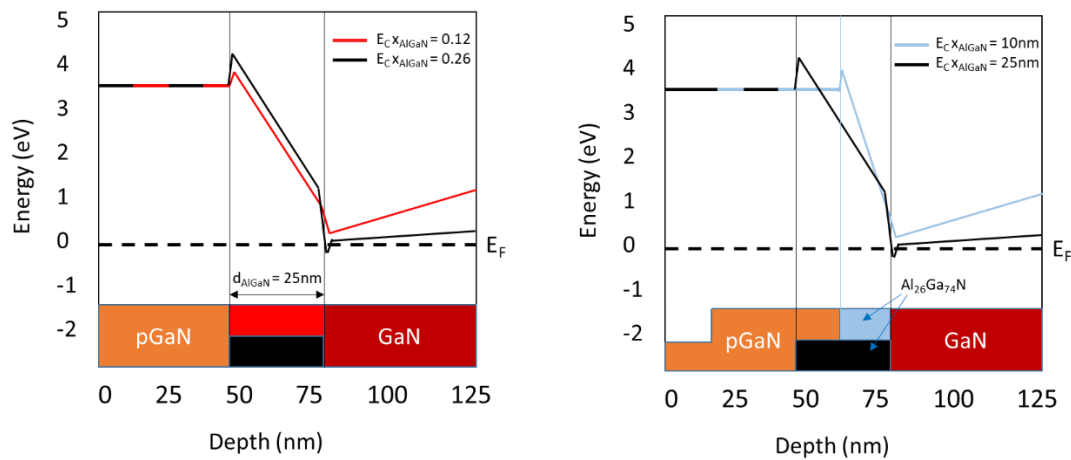 5
4
3
2
1
0
-1
-2
Energy (eV)
E_C x_AlGaN = 0.12
E_C x_AlGaN = 0.26
E_F
d_AlGaN = 25nm
pGaN
GaN
0 25 50 75 100 125
Depth (nm)
5
4
3
2
1
0
-1
-2
Energy (eV)
E_C x_AlGaN = 10nm
E_C x_AlGaN = 25nm
E_F
Al₂₆Ga₇₄N
pGaN
GaN
0 25 50 75 100 125
Depth (nm)